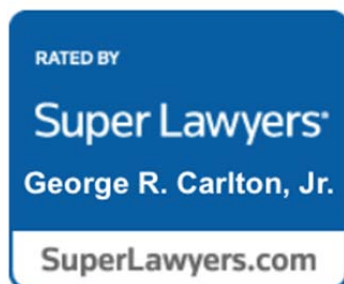 RATED BY
Super Lawyers®
George R. Carlton, Jr.
SuperLawyers.com